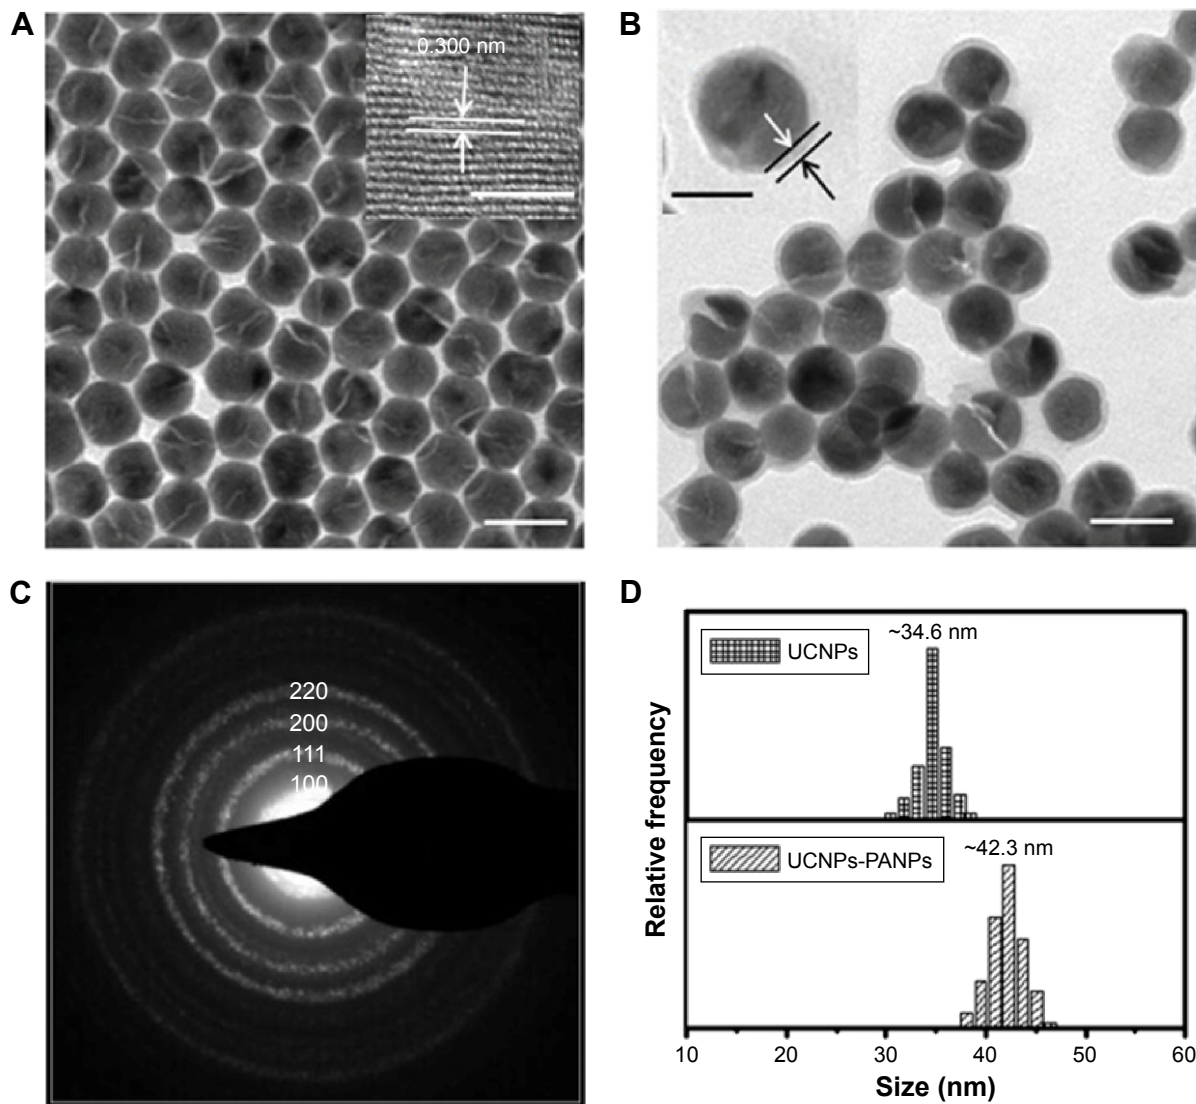 A
0.300 nm
B
C
220
200
111
100
D
~34.6 nm
UCNPs
~42.3 nm
UCNPs-PANPs
Relative frequency
10 20 30 40 50 60
Size (nm)